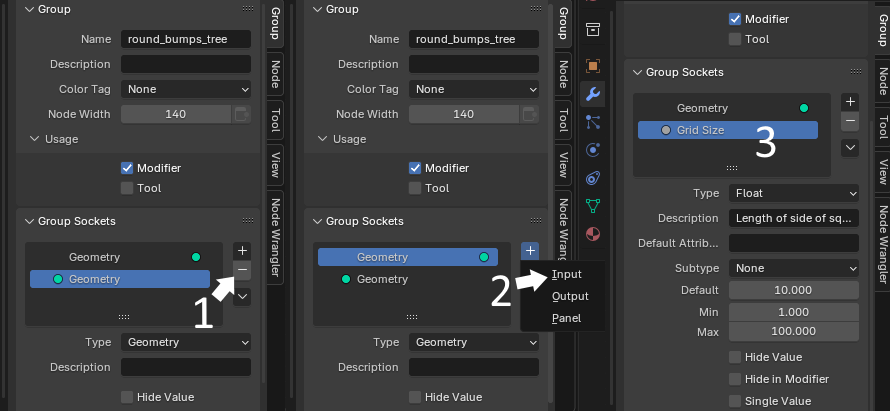 Group
Name round_bumps_tree
Description
Color Tag None
Node Width 140
Usage
Modifier
Tool
Group Sockets
Geometry
Geometry
1
Type Geometry
Description
Hide Value
Group
Node
Tool
View
Node Wrangler
Group
Name round_bumps_tree
Description
Color Tag None
Node Width 140
Usage
Modifier
Tool
Group Sockets
Geometry
Geometry
2
Input
Output
Panel
Type Geometry
Description
Hide Value
Group
Node
Tool
View
Node Wrang
Modifier
Tool
Group Sockets
Geometry
Grid Size
3
Type Float
Description Length of side of sq...
Default Attrib...
Subtype None
Default 10.000
Min 1.000
Max 100.000
Hide Value
Hide in Modifier
Single Value
Group
Node
Tool
View
Node Wrangler